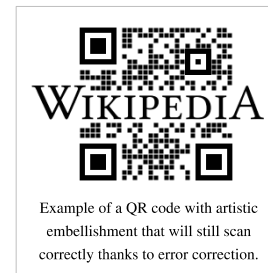 WIKIPEDIA
Example of a QR code with artistic
embellishment that will still scan
correctly thanks to error correction.